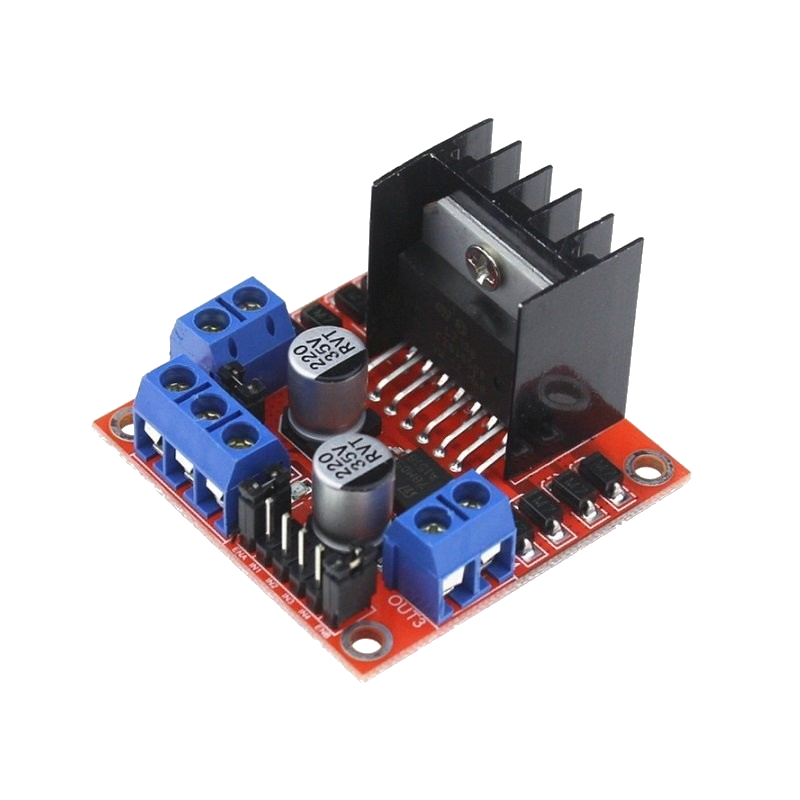 220
35V
RVT
220
35V
RVT
ENA
IN1
IN2
IN3
IN4
ENB
OUT3